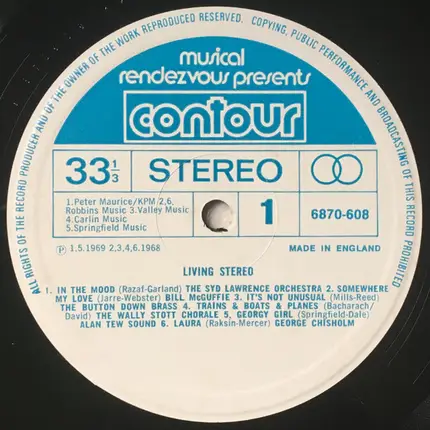 ALL RIGHTS OF THE RECORD PRODUCER AND OF THE OWNER OF THE WORK REPRODUCED RESERVED. COPYING, PUBLIC PERFORMANCE AND BROADCASTING OF THIS RECORD PROHIBITED
musical
rendezvous presents
contour
33⅓ STEREO
1.Peter Maurice/KPM 2,6,
Robbins Music 3.Valley Music
4.Carlin Music
5.Springfield Music
1
6870-608
Ⓟ 1.5.1969 2,3,4,6.1968
MADE IN ENGLAND
LIVING STEREO
1. IN THE MOOD (Razaf-Garland) THE SYD LAWRENCE ORCHESTRA 2. SOMEWHERE
MY LOVE (Jarre-Webster) BILL McGUFFIE 3. IT'S NOT UNUSUAL (Mills-Reed)
THE BUTTON DOWN BRASS 4. TRAINS & BOATS & PLANES (Bacharach/
David) THE WALLY STOTT CHORALE 5, GEORGY GIRL (Springfield-Dale)
ALAN TEW SOUND 6. LAURA (Raksin-Mercer) GEORGE CHISHOLM